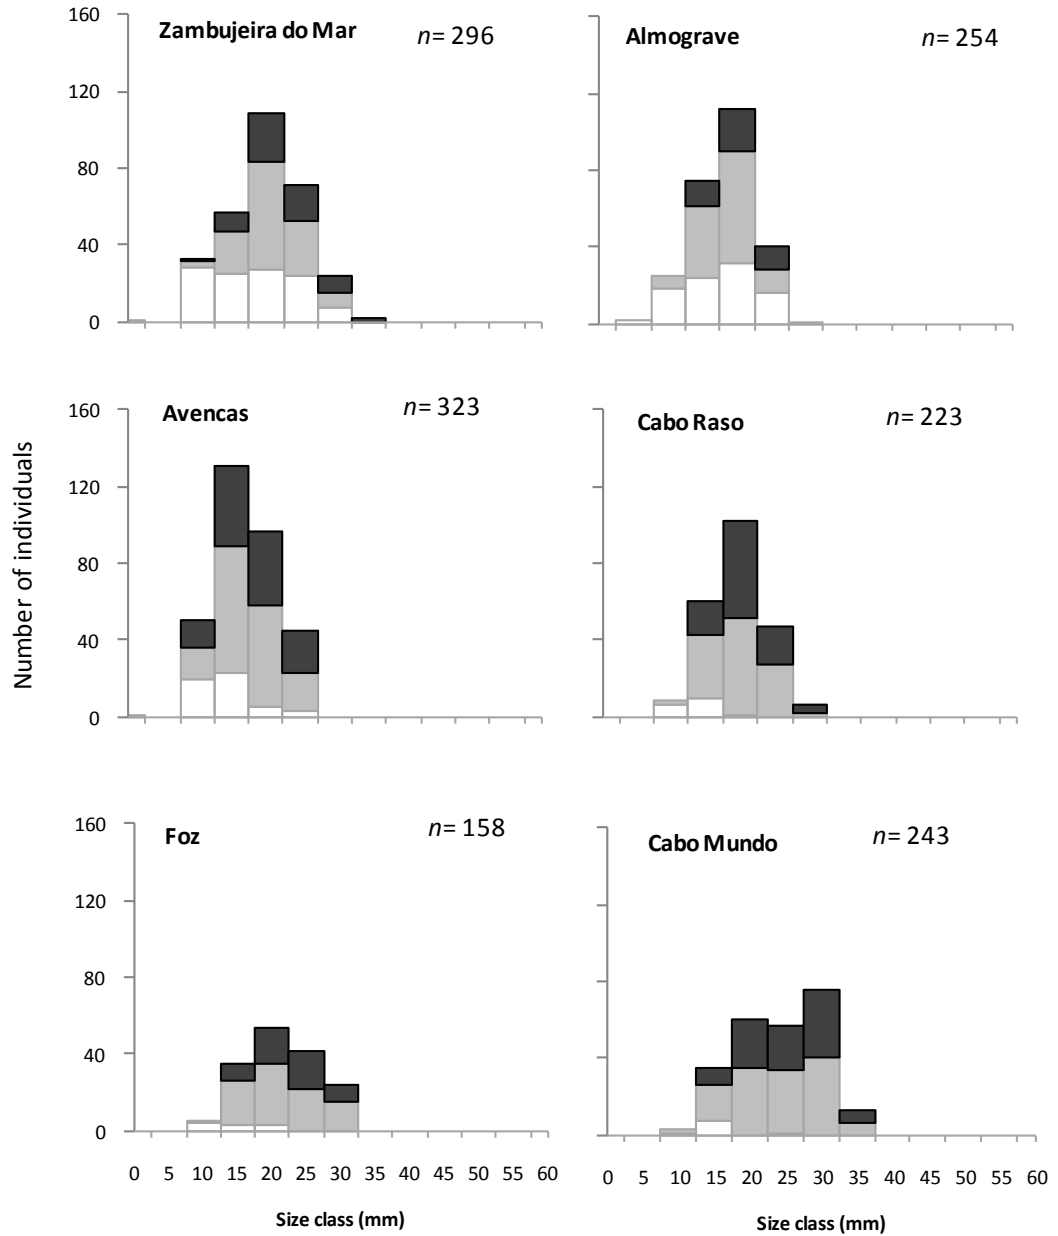 160
120
80
40
0
Zambujeira do Mar
n= 296
Almograve
n= 254
Number of individuals
160
120
80
40
0
Avencas
n= 323
Cabo Raso
n= 223
160
120
80
40
0
Foz
n= 158
Cabo Mundo
n= 243
0 5 10 15 20 25 30 35 40 45 50 55 60
Size class (mm)
0 5 10 15 20 25 30 35 40 45 50 55 60
Size class (mm)